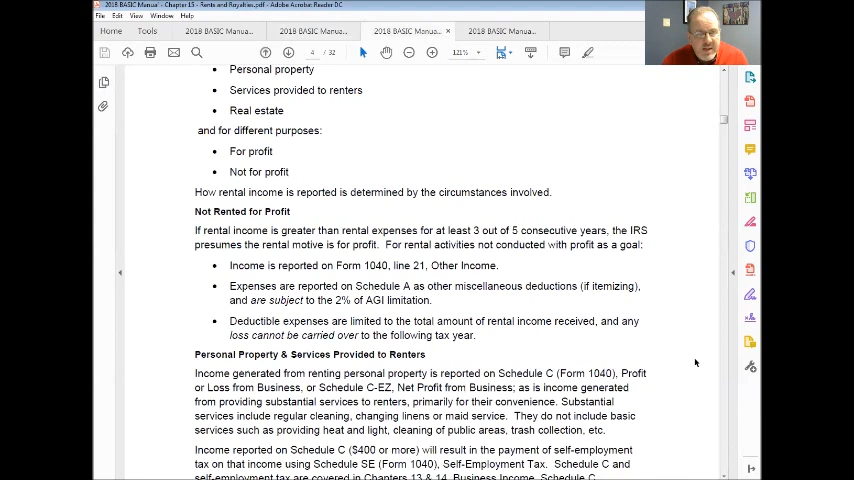 2018 BASIC Manual - Chapter 15 - Rents and Royalties.pdf - Adobe Acrobat Reader DC
File Edit View Window Help
Home Tools 2018 BASIC Manua... 2018 BASIC Manua... 2018 BASIC Manua... × 2018 BASIC Manua...
4 / 32 121%
• Personal property
• Services provided to renters
• Real estate
and for different purposes:
• For profit
• Not for profit
How rental income is reported is determined by the circumstances involved.
Not Rented for Profit
If rental income is greater than rental expenses for at least 3 out of 5 consecutive years, the IRS
presumes the rental motive is for profit. For rental activities not conducted with profit as a goal:
• Income is reported on Form 1040, line 21, Other Income.
• Expenses are reported on Schedule A as other miscellaneous deductions (if itemizing),
and are subject to the 2% of AGI limitation.
• Deductible expenses are limited to the total amount of rental income received, and any
loss cannot be carried over to the following tax year.
Personal Property & Services Provided to Renters
Income generated from renting personal property is reported on Schedule C (Form 1040), Profit
or Loss from Business, or Schedule C-EZ, Net Profit from Business; as is income generated
from providing substantial services to renters, primarily for their convenience. Substantial
services include regular cleaning, changing linens or maid service. They do not include basic
services such as providing heat and light, cleaning of public areas, trash collection, etc.
Income reported on Schedule C ($400 or more) will result in the payment of self-employment
tax on that income using Schedule SE (Form 1040), Self-Employment Tax. Schedule C and
self-employment tax are covered in Chapters 13 & 14, Business Income, Schedule C.